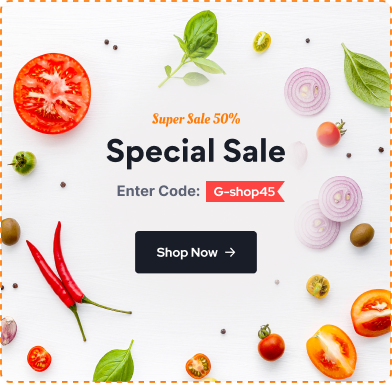 Super Sale 50%
Special Sale
Enter Code: G-shop45
Shop Now →